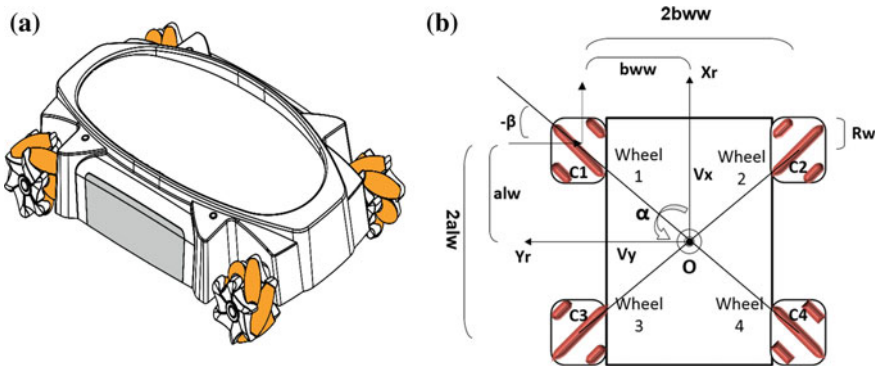 (a)
(b)
2bww
bww
Xr
-β
Rw
C1
Wheel
1
Wheel
2
C2
Vx
alw
2alw
α
Yr
Vy
O
C3
Wheel
3
Wheel
4
C4